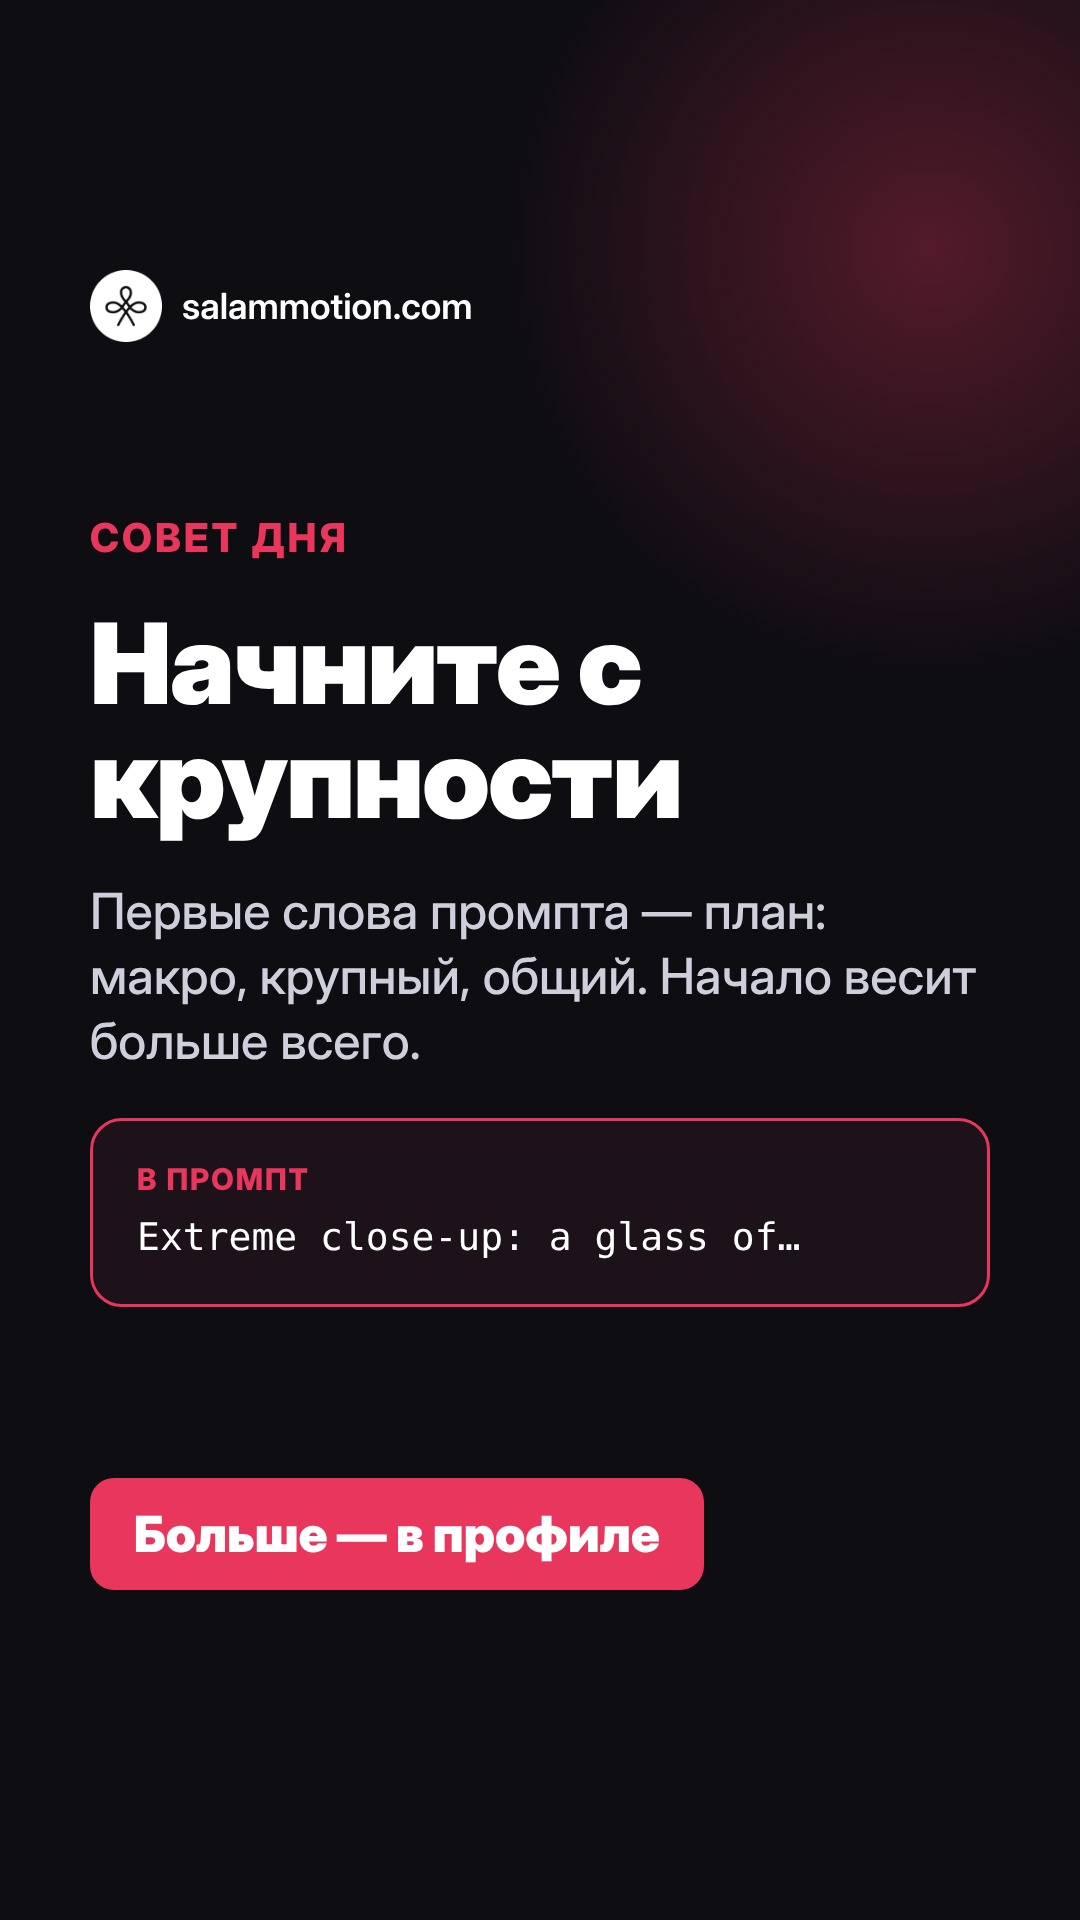 salammotion.com
СОВЕТ ДНЯ
Начните с
крупности
Первые слова промпта — план:
макро, крупный, общий. Начало весит
больше всего.
В ПРОМПТ
Extreme close-up: a glass of…
Больше — в профиле